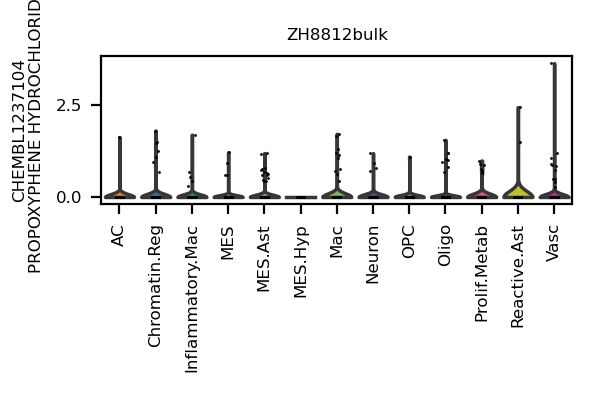 ZH8812bulk
CHEMBL1237104
PROPOXYPHENE HYDROCHLORID
2.5
0.0
AC
Chromatin.Reg
Inflammatory.Mac
MES
MES.Ast
MES.Hyp
Mac
Neuron
OPC
Oligo
Prolif.Metab
Reactive.Ast
Vasc